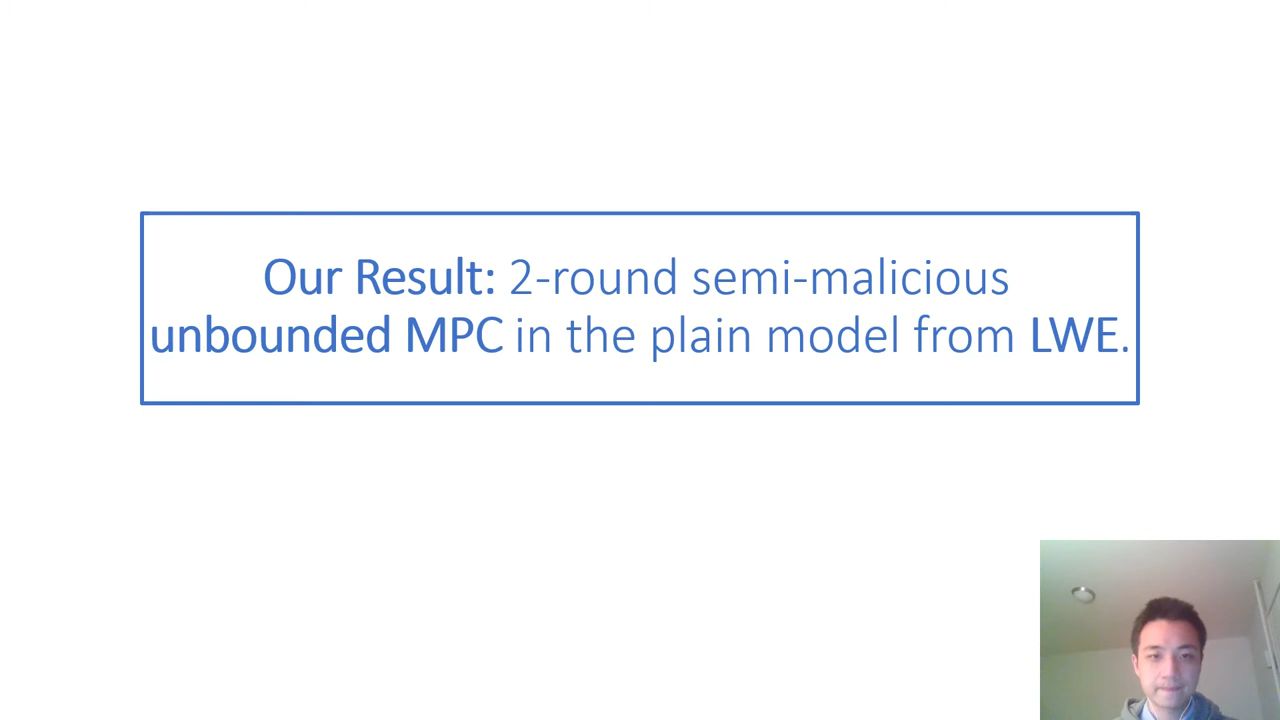 Our Result: 2-round semi-malicious
unbounded MPC in the plain model from LWE.